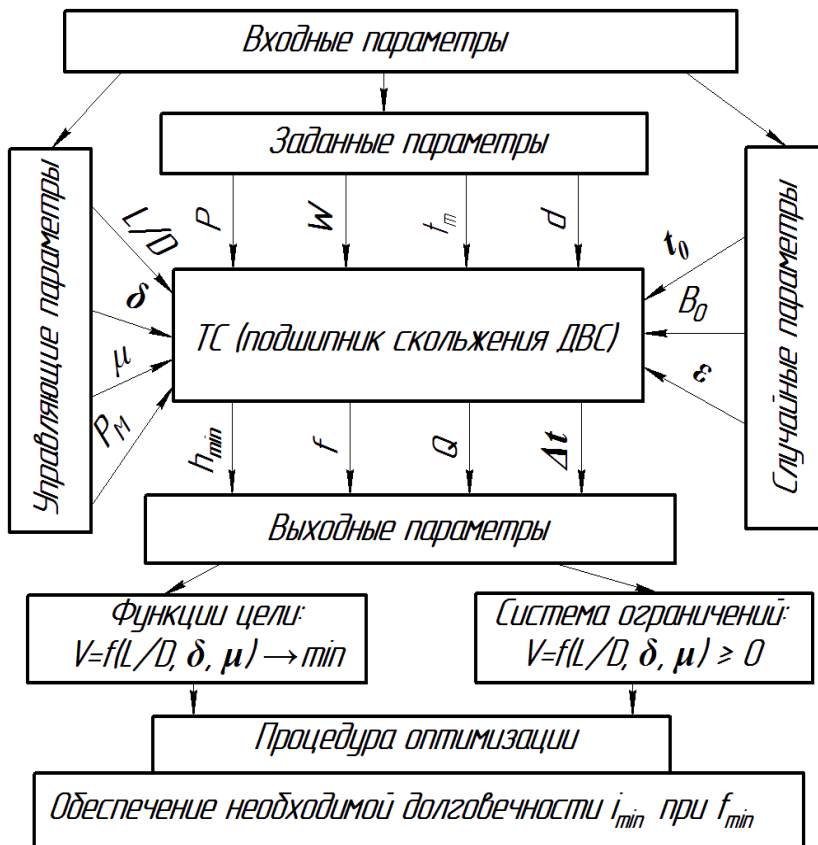 Входные параметры
Заданные параметры
Управляющие параметры
Случайные параметры
P
W
t_m
d
L/D
δ
μ
P_M
t_0
B_0
ε
ТС (подшипник скольжения ДВС)
h_min
f
Q
Δt
Выходные параметры
Функции цели:
V=f(L/D, δ, μ) → min
Система ограничений:
V=f(L/D, δ, μ) ≥ 0
Процедура оптимизации
Обеспечение необходимой долговечности i_min при f_min